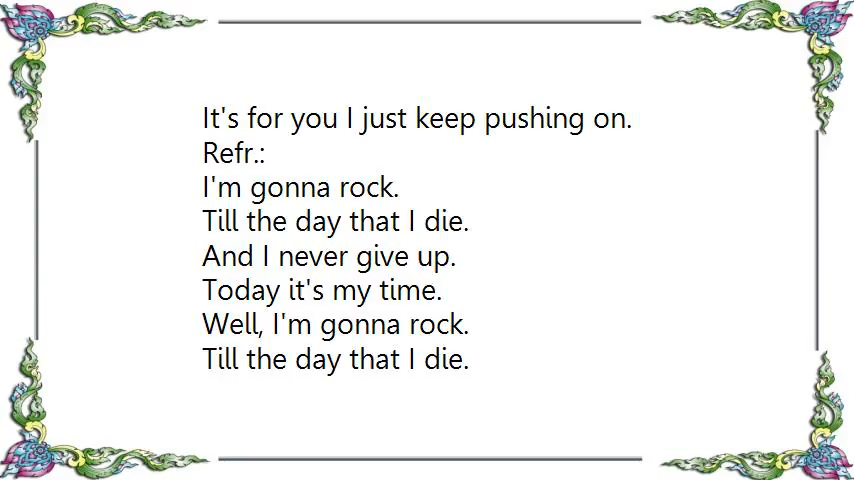 It's for you I just keep pushing on.
Refr.:
I'm gonna rock.
Till the day that I die.
And I never give up.
Today it's my time.
Well, I'm gonna rock.
Till the day that I die.